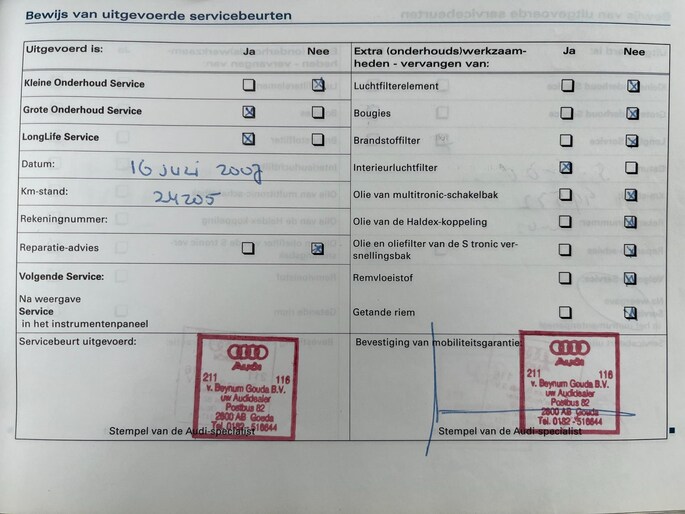 Bewijs van uitgevoerde servicebeurten
Uitgevoerd is: Ja Nee
Kleine Onderhoud Service
Grote Onderhoud Service
LongLife Service
Datum: 16 juli 2007
Km-stand: 24205
Rekeningnummer:
Reparatie-advies
Volgende Service:
Na weergave
Service
in het instrumentenpaneel
Servicebeurt uitgevoerd:
Audi
211 116
v. Beynum Gouda B.V.
uw Audidealer
Postbus 82
2800 AB Gouda
Tel. 0182 - 516644
Stempel van de Audi-specialist
Extra (onderhouds)werkzaam- Ja Nee
heden - vervangen van:
Luchtfilterelement
Bougies
Brandstoffilter
Interieurluchtfilter
Olie van multitronic-schakelbak
Olie van de Haldex-koppeling
Olie en oliefilter van de S tronic ver-
snellingsbak
Remvloeistof
Getande riem
Bevestiging van mobiliteitsgarantie:
Audi
211 116
v. Beynum Gouda B.V.
uw Audidealer
Postbus 82
2800 AB Gouda
Tel. 0182 - 516644
Stempel van de Audi-specialist